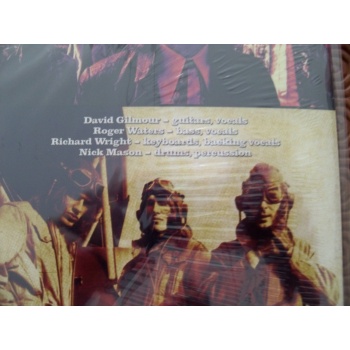 David Gilmour – guitars, vocals
Roger Waters – bass, vocals
Richard Wright – keyboards, backing vocals
Nick Mason – drums, percussion